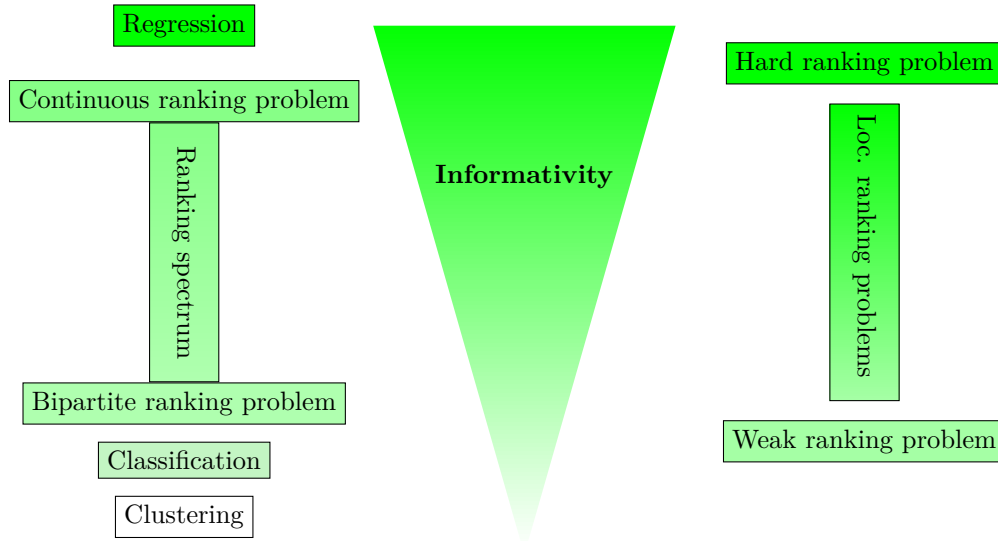 Regression
Continuous ranking problem
Ranking spectrum
Bipartite ranking problem
Classification
Clustering
Informativity
Hard ranking problem
Loc. ranking problems
Weak ranking problem